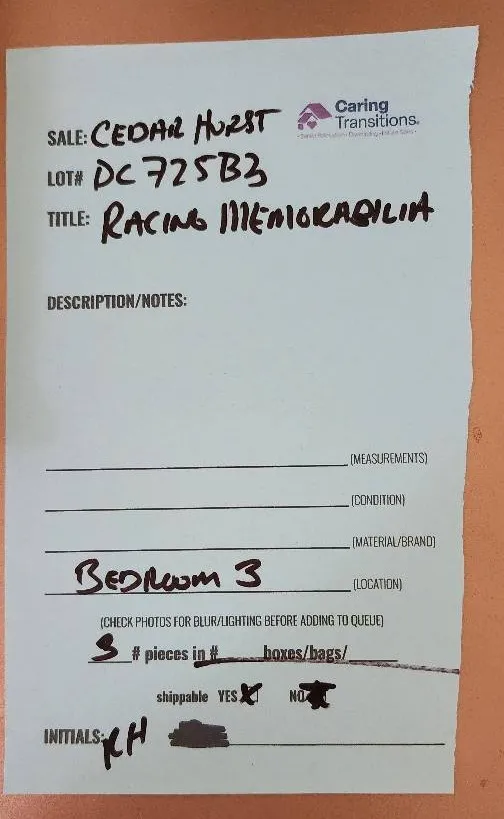 Caring
Transitions®
SALE: CEDAR HURST
LOT# DC725B3
TITLE: RACING MEMORABILIA
DESCRIPTION/NOTES:
(MEASUREMENTS)
(CONDITION)
(MATERIAL/BRAND)
BEDROOM 3 (LOCATION)
(CHECK PHOTOS FOR BLUR/LIGHTING BEFORE ADDING TO QUEUE)
3 # pieces in # boxes/bags/
shippable YES NO
INITIALS: RH